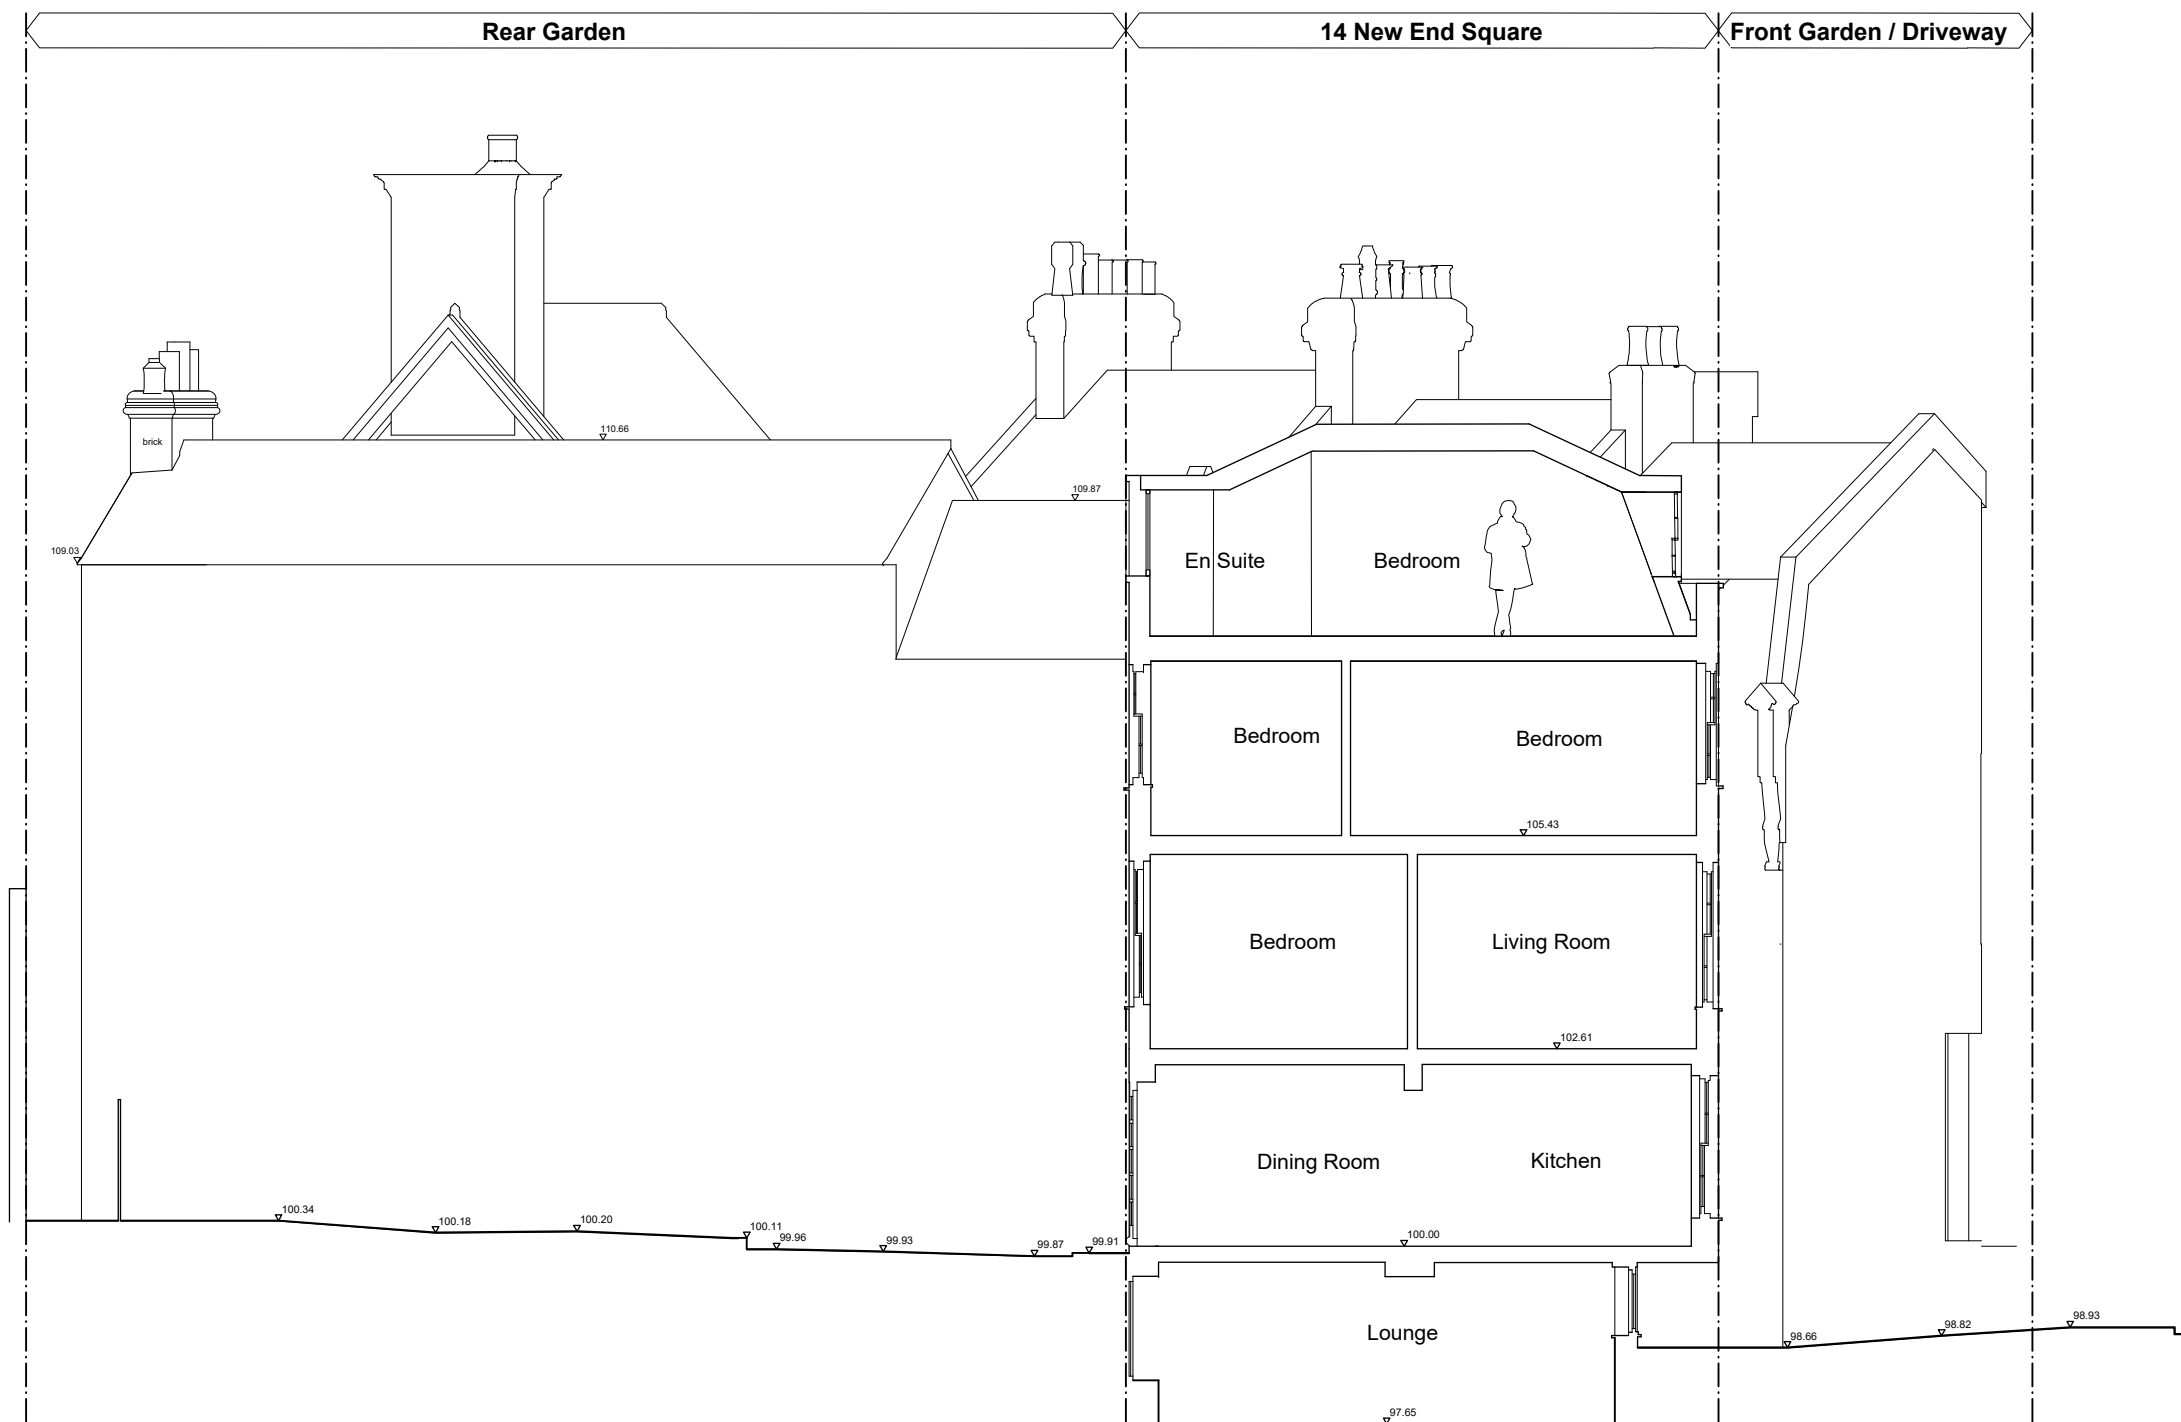 Rear Garden
14 New End Square
Front Garden / Driveway
brick
110.66
109.87
109.03
En Suite
Bedroom
Bedroom
Bedroom
105.43
Bedroom
Living Room
102.61
Dining Room
Kitchen
100.34
100.18
100.20
100.11
99.96
99.93
99.87
99.91
100.00
Lounge
98.66
98.82
98.93
97.65